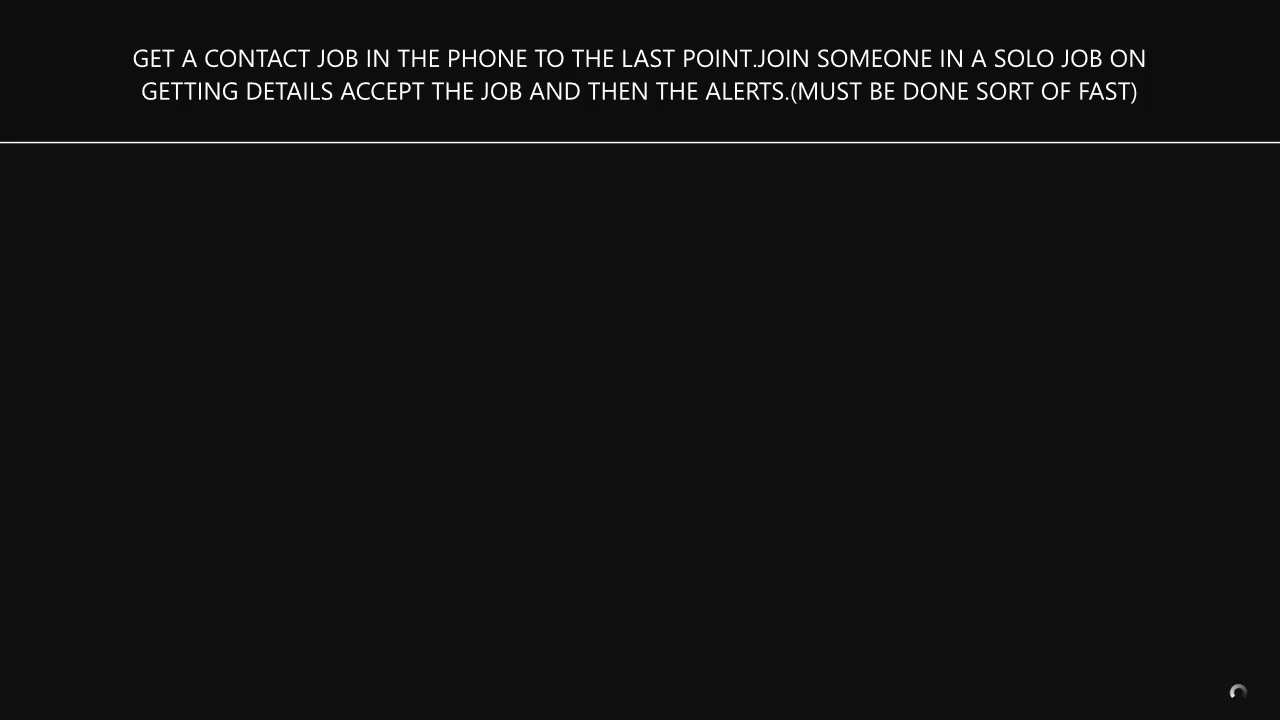 GET A CONTACT JOB IN THE PHONE TO THE LAST POINT.JOIN SOMEONE IN A SOLO JOB ON
GETTING DETAILS ACCEPT THE JOB AND THEN THE ALERTS.(MUST BE DONE SORT OF FAST)